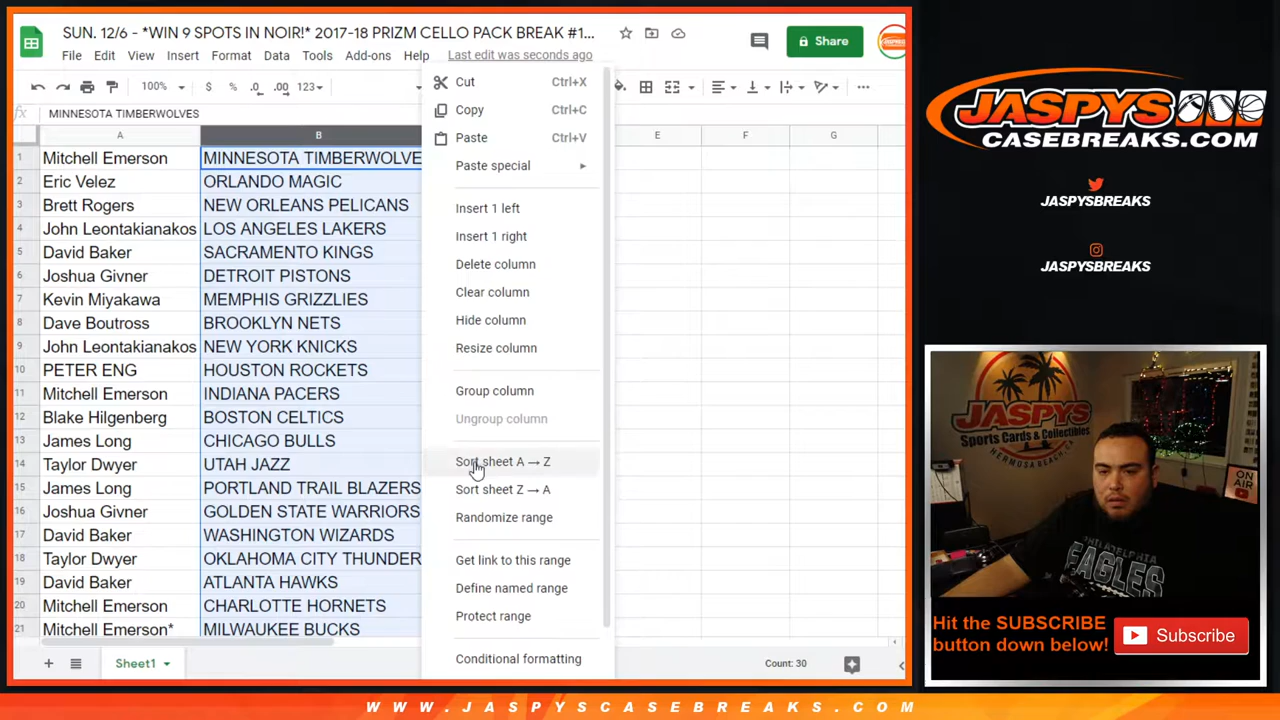 SUN. 12/6 - *WIN 9 SPOTS IN NOIR!* 2017-18 PRIZM CELLO PACK BREAK #1...
File Edit View Insert Format Data Tools Add-ons Help Last edit was seconds ago
Share
100% $ % .0 .00 123
fx MINNESOTA TIMBERWOLVES
A B E F G
1 Mitchell Emerson MINNESOTA TIMBERWOLVE
2 Eric Velez ORLANDO MAGIC
3 Brett Rogers NEW ORLEANS PELICANS
4 John Leontakianakos LOS ANGELES LAKERS
5 David Baker SACRAMENTO KINGS
6 Joshua Givner DETROIT PISTONS
7 Kevin Miyakawa MEMPHIS GRIZZLIES
8 Dave Boutross BROOKLYN NETS
9 John Leontakianakos NEW YORK KNICKS
10 PETER ENG HOUSTON ROCKETS
11 Mitchell Emerson INDIANA PACERS
12 Blake Hilgenberg BOSTON CELTICS
13 James Long CHICAGO BULLS
14 Taylor Dwyer UTAH JAZZ
15 James Long PORTLAND TRAIL BLAZERS
16 Joshua Givner GOLDEN STATE WARRIORS
17 David Baker WASHINGTON WIZARDS
18 Taylor Dwyer OKLAHOMA CITY THUNDER
19 David Baker ATLANTA HAWKS
20 Mitchell Emerson CHARLOTTE HORNETS
21 Mitchell Emerson* MILWAUKEE BUCKS
Sheet1
Count: 30
Cut Ctrl+X
Copy Ctrl+C
Paste Ctrl+V
Paste special
Insert 1 left
Insert 1 right
Delete column
Clear column
Hide column
Resize column
Group column
Ungroup column
Sort sheet A → Z
Sort sheet Z → A
Randomize range
Get link to this range
Define named range
Protect range
Conditional formatting
JASPYS
CASEBREAKS.COM
JASPYSBREAKS
JASPYSBREAKS
JASPYS
Sports Cards & Collectibles
HERMOSA BEACH, CA
ON AIR
PHILADELPHIA
EAGLES
Hit the SUBSCRIBE
button down below!
Subscribe
WWW.JASPYSCASEBREAKS.COM